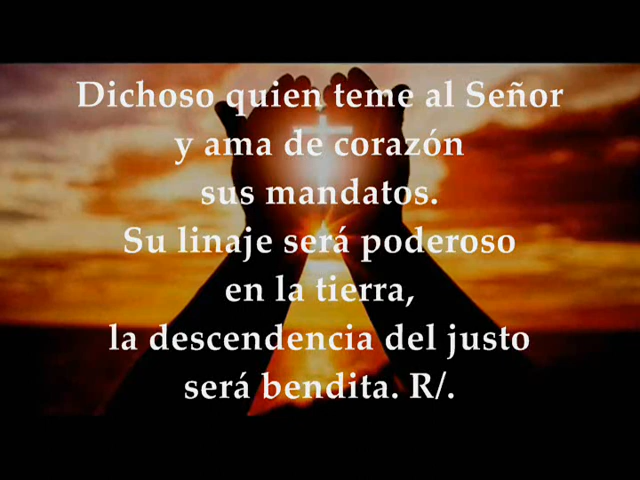 Dichoso quien teme al Señor
y ama de corazón
sus mandatos.
Su linaje será poderoso
en la tierra,
la descendencia del justo
será bendita. R/.